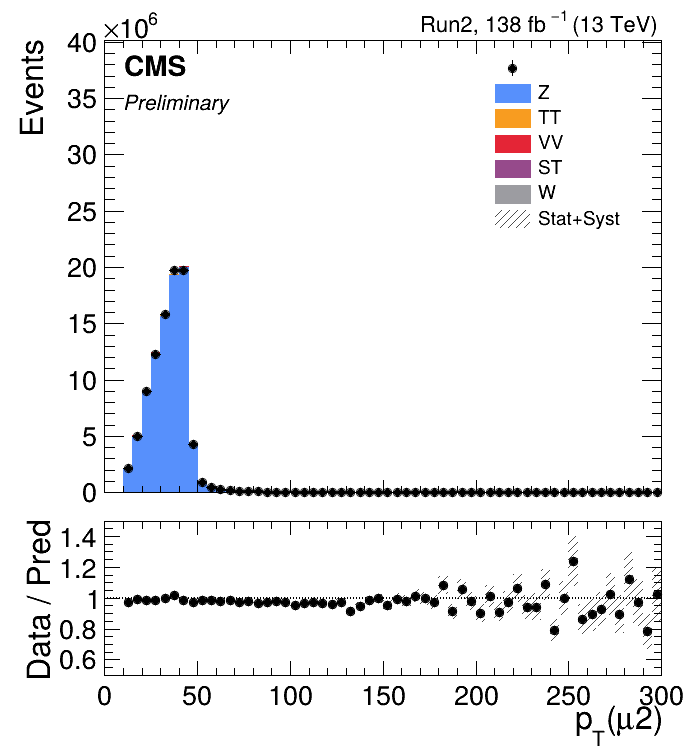 ×10⁶
Run2, 138 fb⁻¹ (13 TeV)
Events
40
35
30
25
20
15
10
5
0
CMS
Preliminary
Z
TT
VV
ST
W
Stat+Syst
Data / Pred
1.4
1.2
1
0.8
0.6
0 50 100 150 200 250 300
p_T(μ2)